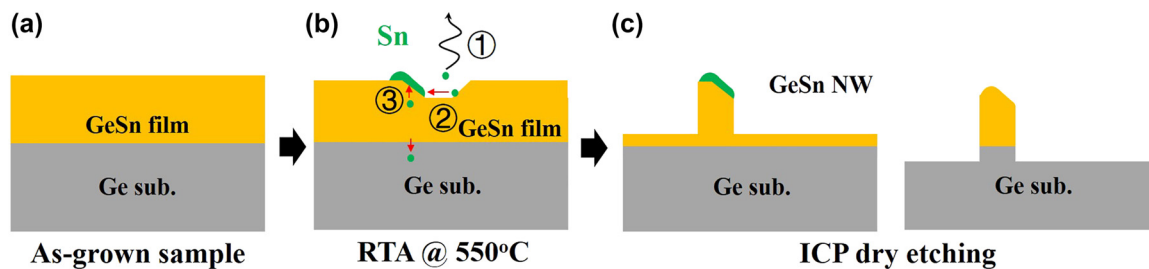 (a)
GeSn film
Ge sub.
As-grown sample
(b)
Sn
①
③
②
GeSn film
Ge sub.
RTA @ 550°C
(c)
GeSn NW
Ge sub.
Ge sub.
ICP dry etching